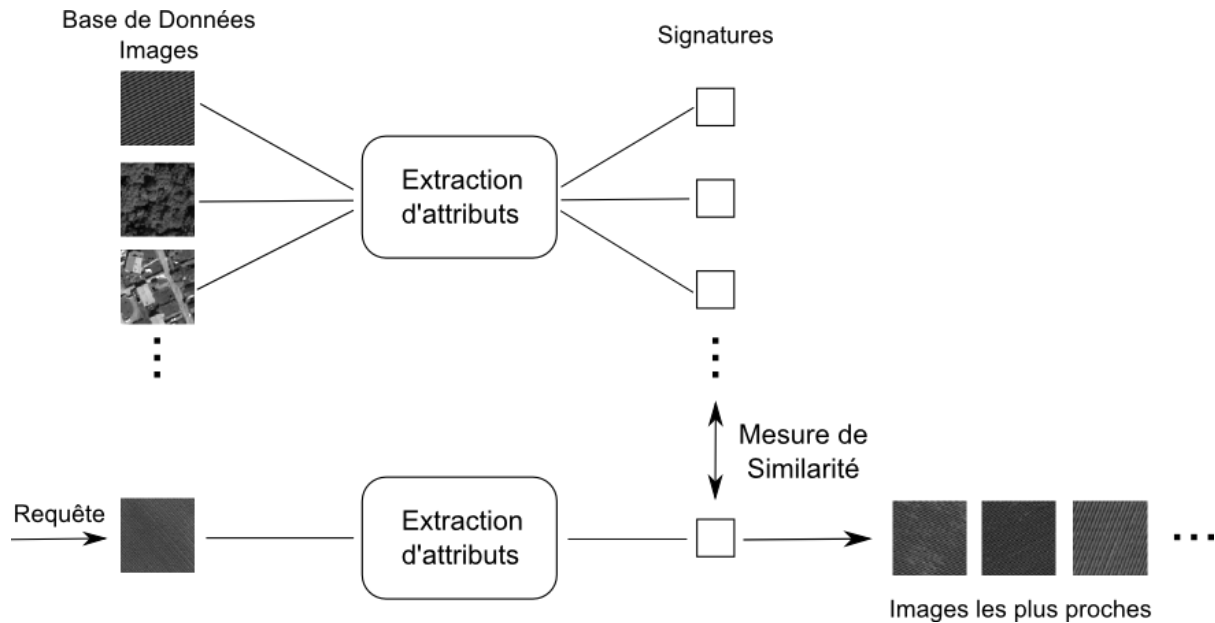 Base de Données
Images
Signatures
Extraction
d'attributs
Mesure de
Similarité
Requête
Extraction
d'attributs
Images les plus proches